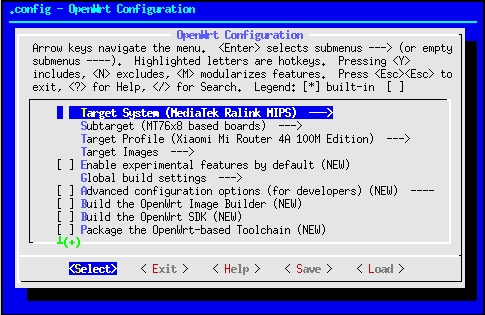 .config - OpenWrt Configuration
OpenWrt Configuration
Arrow keys navigate the menu. <Enter> selects submenus ---> (or empty
submenus ----). Highlighted letters are hotkeys. Pressing <Y>
includes, <N> excludes, <M> modularizes features. Press <Esc><Esc> to
exit, <?> for Help, </> for Search. Legend: [*] built-in [ ]
Target System (MediaTek Ralink MIPS) --->
Subtarget (MT76x8 based boards) --->
Target Profile (Xiaomi Mi Router 4A 100M Edition) --->
Target Images --->
[ ] Enable experimental features by default (NEW)
Global build settings --->
[ ] Advanced configuration options (for developers) (NEW) ----
[ ] Build the OpenWrt Image Builder (NEW)
[ ] Build the OpenWrt SDK (NEW)
[ ] Package the OpenWrt-based Toolchain (NEW)
┴(+)
<Select> < Exit > < Help > < Save > < Load >